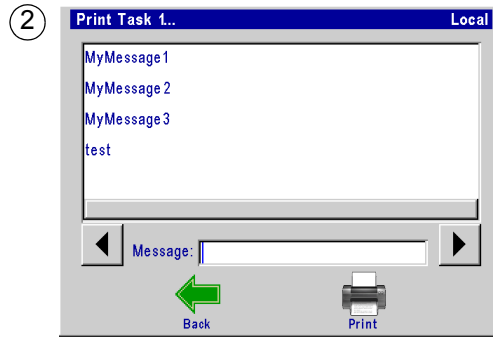 2
Print Task 1... Local
MyMessage1
MyMessage2
MyMessage3
test
Message:
Back Print